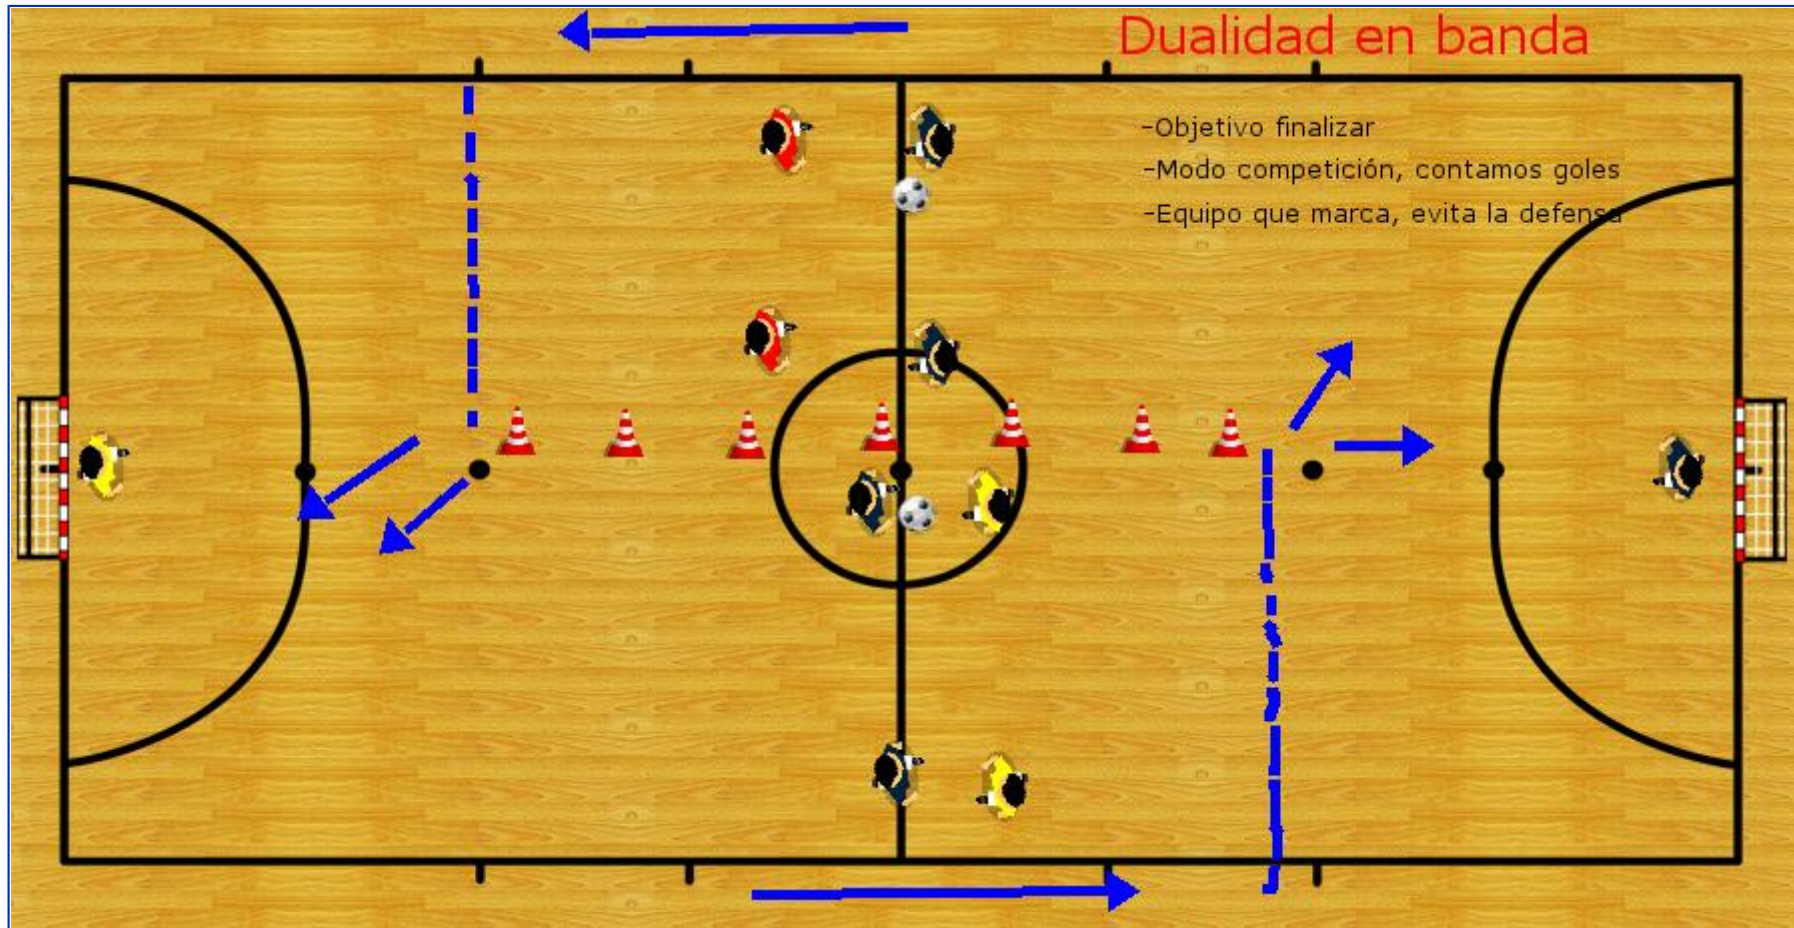 Dualidad en banda
-Objetivo finalizar
-Modo competición, contamos goles
-Equipo que marca, evita la defensa